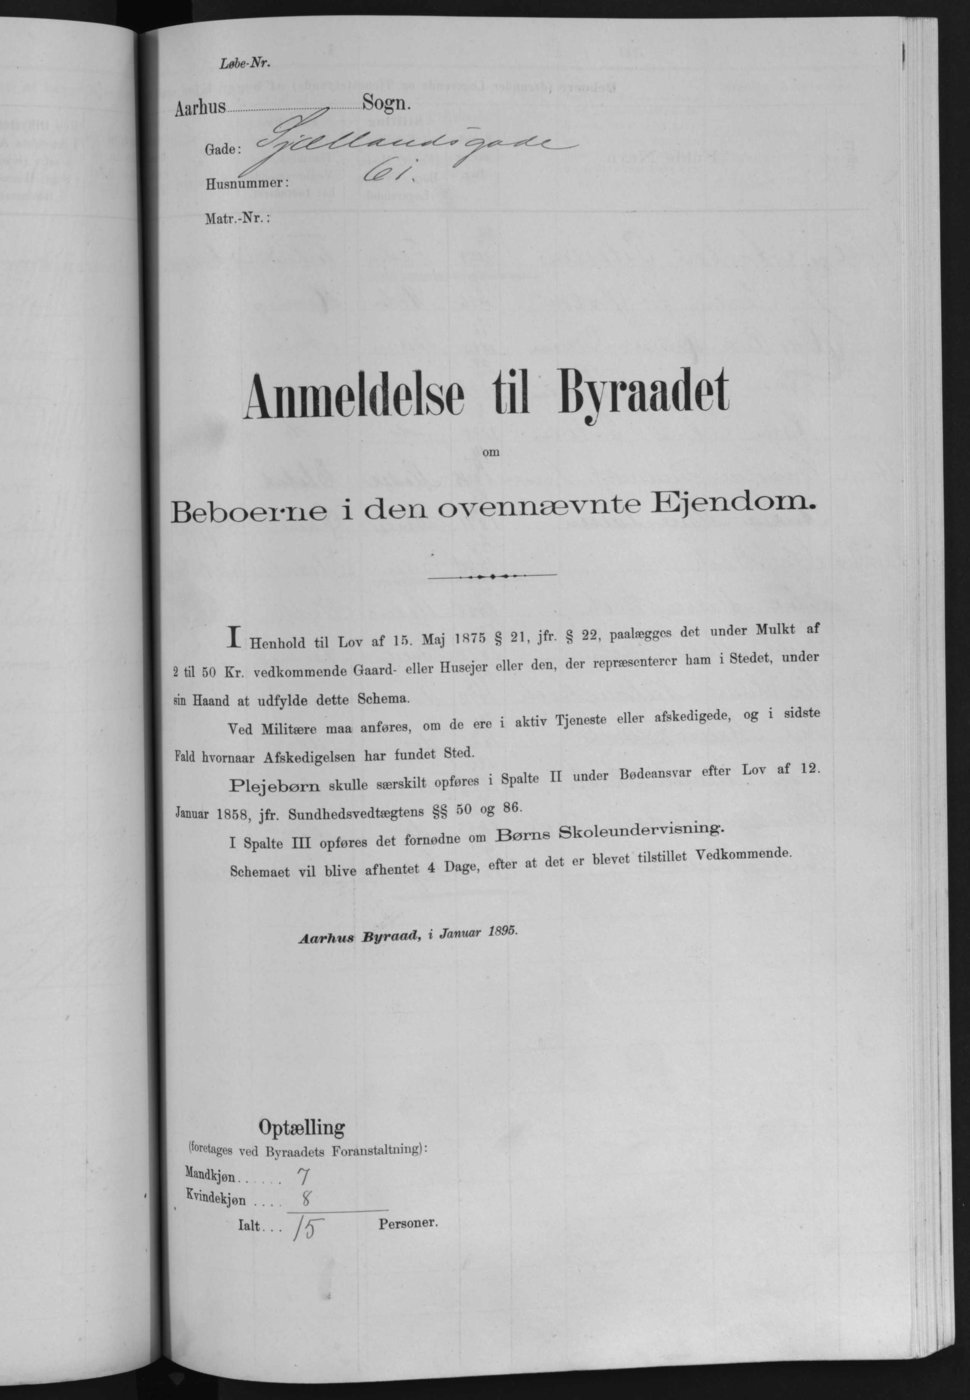 Løbe-Nr.
Aarhus Sogn.
Gade: Sjællandsgade
Husnummer: 61.
Matr.-Nr.:
Anmeldelse til Byraadet
om
Beboerne i den ovennævnte Ejendom.
I Henhold til Lov af 15. Maj 1875 § 21, jfr. § 22, paalægges det under Mulkt af
2 til 50 Kr. vedkommende Gaard- eller Husejer eller den, der repræsenterer ham i Stedet, under
sin Haand at udfylde dette Schema.
Ved Militære maa anføres, om de ere i aktiv Tjeneste eller afskedigede, og i sidste
Fald hvornaar Afskedigelsen har fundet Sted.
Plejebørn skulle særskilt opføres i Spalte II under Bødeansvar efter Lov af 12.
Januar 1858, jfr. Sundhedsvedtægtens §§ 50 og 86.
I Spalte III opføres det fornødne om Børns Skoleundervisning.
Schemaet vil blive afhentet 4 Dage, efter at det er blevet tilstillet Vedkommende.
Aarhus Byraad, i Januar 1895.
Optælling
(foretages ved Byraadets Foranstaltning):
Mandkjøn...... 7
Kvindekjøn .... 8
Ialt... 15 Personer.